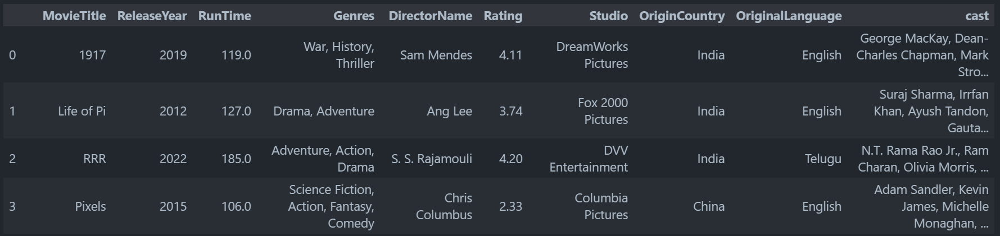 MovieTitle ReleaseYear RunTime Genres DirectorName Rating Studio OriginCountry OriginalLanguage cast
0 1917 2019 119.0 War, History, Thriller Sam Mendes 4.11 DreamWorks Pictures India English George MacKay, Dean-Charles Chapman, Mark Stro...
1 Life of Pi 2012 127.0 Drama, Adventure Ang Lee 3.74 Fox 2000 Pictures India English Suraj Sharma, Irrfan Khan, Ayush Tandon, Gauta...
2 RRR 2022 185.0 Adventure, Action, Drama S. S. Rajamouli 4.20 DVV Entertainment India Telugu N.T. Rama Rao Jr., Ram Charan, Olivia Morris, ...
3 Pixels 2015 106.0 Science Fiction, Action, Fantasy, Comedy Chris Columbus 2.33 Columbia Pictures China English Adam Sandler, Kevin James, Michelle Monaghan, ...